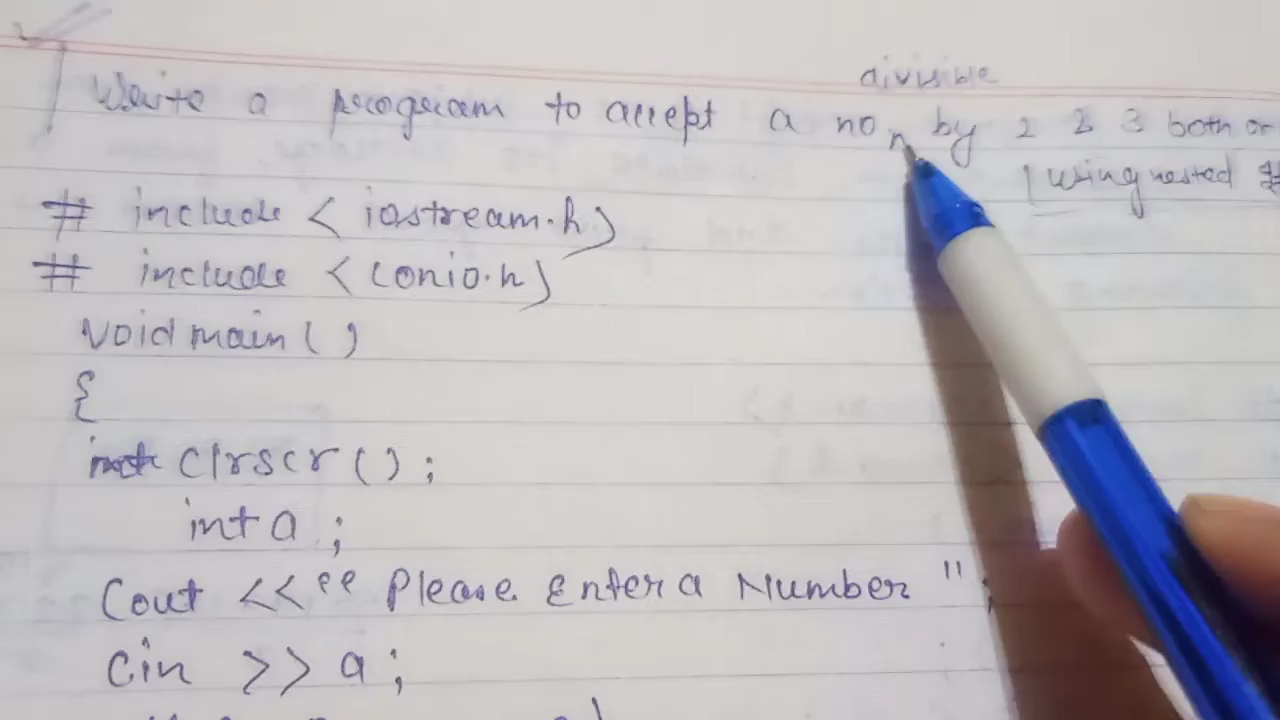 Write a program to accept a no divisible by 2 & 3 both or
(using nested
# include < iostream.h>
# include < conio.h>
void main ( )
{
clrscr ( ) ;
int a ;
Cout <<"Please Enter a Number" ;
Cin >> a ;